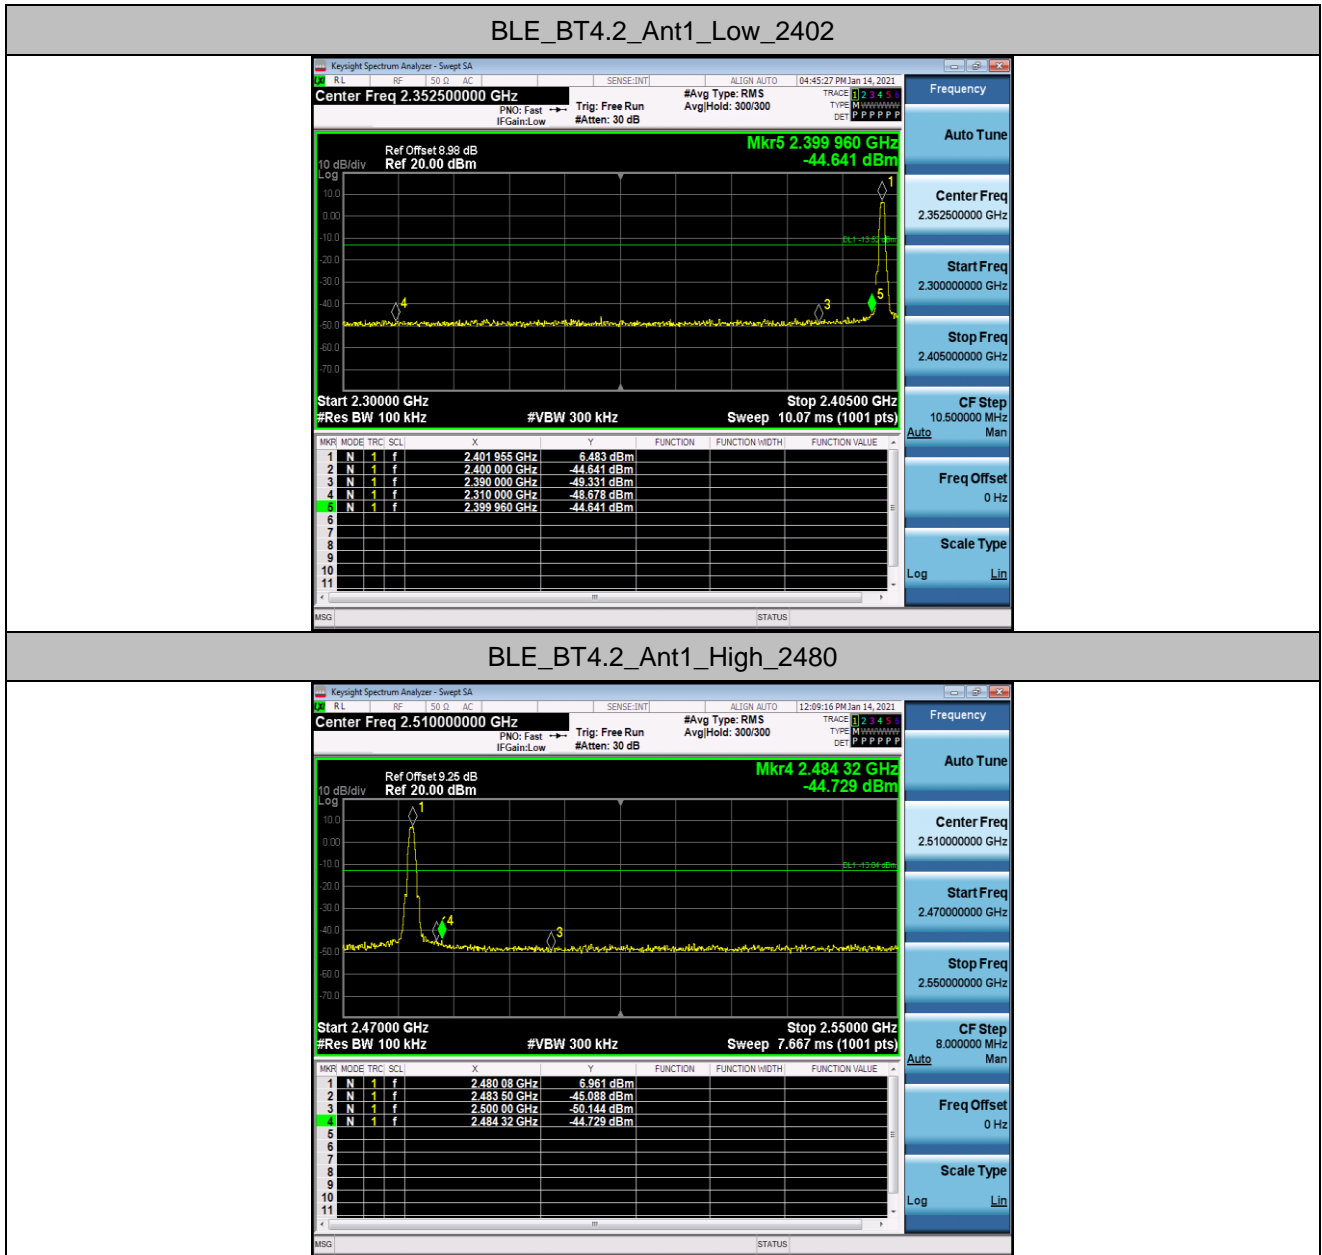 BLE_BT4.2_Ant1_Low_2402
Keysight Spectrum Analyzer - Swept SA
RL RF 50 Ω AC SENSE:INT ALIGN AUTO 04:45:27 PM Jan 14, 2021
Center Freq 2.352500000 GHz
PNO: Fast
IFGain:Low
Trig: Free Run
#Atten: 30 dB
#Avg Type: RMS
Avg|Hold: 300/300
TRACE 1 2 3 4 5 6
TYPE M WWWWW
DET P P P P P P
Frequency
Mkr5 2.399 960 GHz
-44.641 dBm
Ref Offset 8.98 dB
10 dB/div Ref 20.00 dBm
Log
10.0
0.00
-10.0
-20.0
-30.0
-40.0
-50.0
-60.0
-70.0
DL1 -13.52 dBm
1
3
4
5
Start 2.30000 GHz Stop 2.40500 GHz
#Res BW 100 kHz #VBW 300 kHz Sweep 10.07 ms (1001 pts)
MKR MODE TRC SCL X Y FUNCTION FUNCTION WIDTH FUNCTION VALUE
1 N 1 f 2.401 955 GHz 6.483 dBm
2 N 1 f 2.400 000 GHz -44.641 dBm
3 N 1 f 2.390 000 GHz -49.331 dBm
4 N 1 f 2.310 000 GHz -48.678 dBm
5 N 1 f 2.399 960 GHz -44.641 dBm
6
7
8
9
10
11
MSG STATUS
Auto Tune
Center Freq
2.352500000 GHz
Start Freq
2.300000000 GHz
Stop Freq
2.405000000 GHz
CF Step
10.500000 MHz
Auto Man
Freq Offset
0 Hz
Scale Type
Log Lin
BLE_BT4.2_Ant1_High_2480
Keysight Spectrum Analyzer - Swept SA
RL RF 50 Ω AC SENSE:INT ALIGN AUTO 12:09:16 PM Jan 14, 2021
Center Freq 2.510000000 GHz
PNO: Fast
IFGain:Low
Trig: Free Run
#Atten: 30 dB
#Avg Type: RMS
Avg|Hold: 300/300
TRACE 1 2 3 4 5 6
TYPE M WWWWW
DET P P P P P P
Frequency
Mkr4 2.484 32 GHz
-44.729 dBm
Ref Offset 9.25 dB
10 dB/div Ref 20.00 dBm
Log
10.0
0.00
-10.0
-20.0
-30.0
-40.0
-50.0
-60.0
-70.0
DL1 -13.04 dBm
1
4
3
Start 2.47000 GHz Stop 2.55000 GHz
#Res BW 100 kHz #VBW 300 kHz Sweep 7.667 ms (1001 pts)
MKR MODE TRC SCL X Y FUNCTION FUNCTION WIDTH FUNCTION VALUE
1 N 1 f 2.480 08 GHz 6.961 dBm
2 N 1 f 2.483 50 GHz -45.088 dBm
3 N 1 f 2.500 00 GHz -50.144 dBm
4 N 1 f 2.484 32 GHz -44.729 dBm
5
6
7
8
9
10
11
MSG STATUS
Auto Tune
Center Freq
2.510000000 GHz
Start Freq
2.470000000 GHz
Stop Freq
2.550000000 GHz
CF Step
8.000000 MHz
Auto Man
Freq Offset
0 Hz
Scale Type
Log Lin